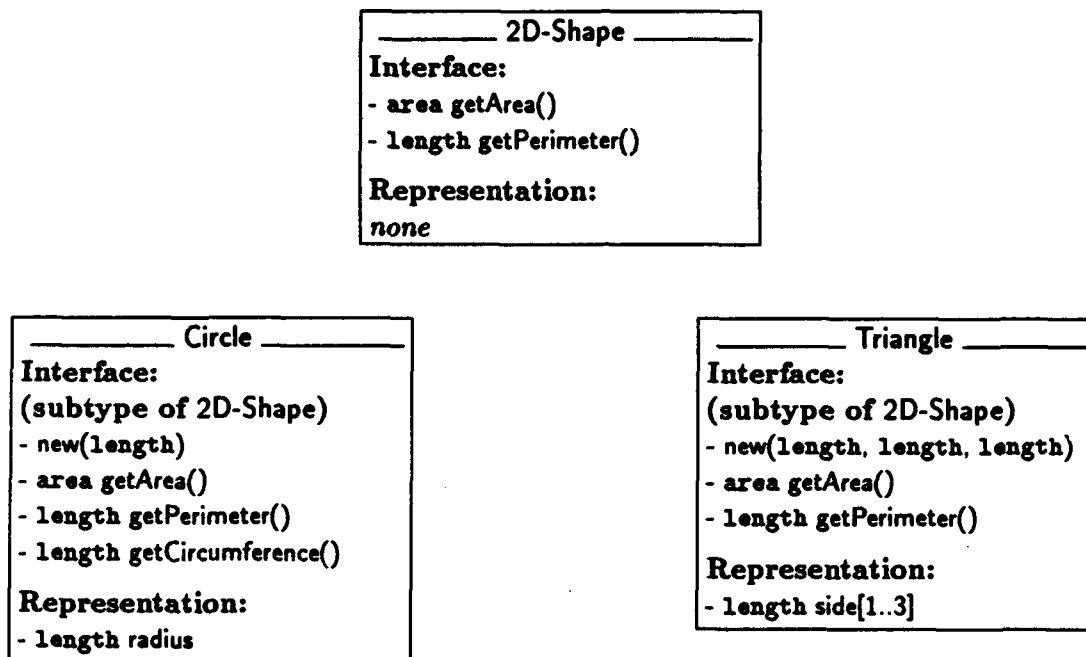 2D-Shape
Interface:
- area getArea()
- length getPerimeter()
Representation:
none
Circle
Interface:
(subtype of 2D-Shape)
- new(length)
- area getArea()
- length getPerimeter()
- length getCircumference()
Representation:
- length radius
Triangle
Interface:
(subtype of 2D-Shape)
- new(length, length, length)
- area getArea()
- length getPerimeter()
Representation:
- length side[1..3]